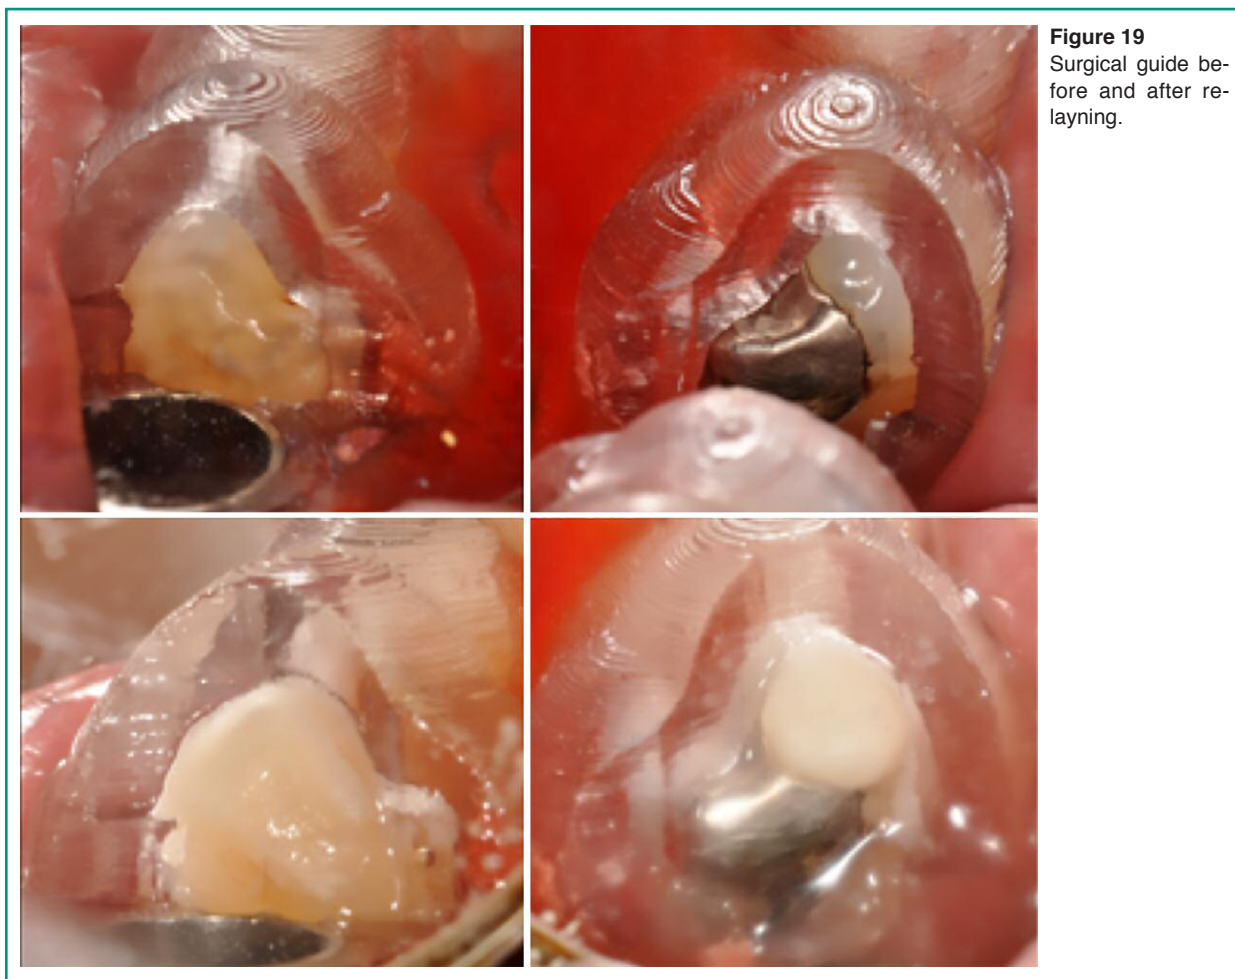 Figure 19
Surgical guide be-
fore and after re-
layning.